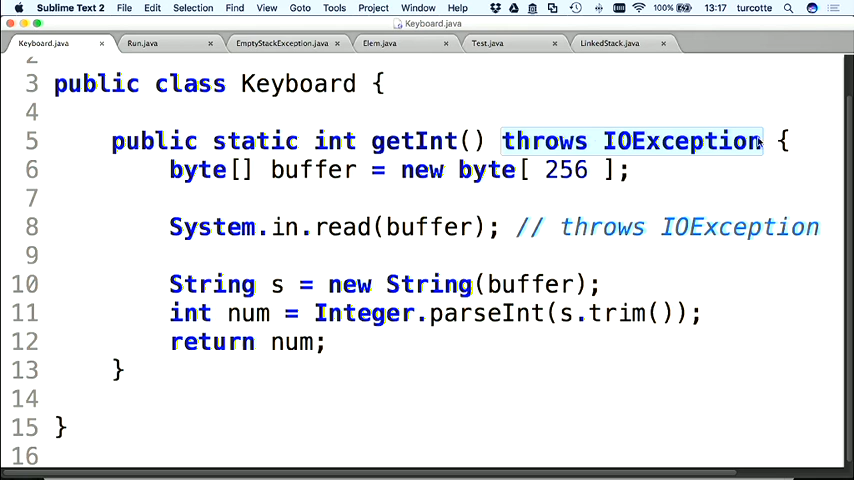 Sublime Text 2 File Edit Selection Find View Goto Tools Project Window Help 100% 13:17 turcotte
Keyboard.java
Keyboard.java Run.java EmptyStackException.java Elem.java Test.java LinkedStack.java
2
3 public class Keyboard {
4
5 public static int getInt() throws IOException {
6 byte[] buffer = new byte[ 256 ];
7
8 System.in.read(buffer); // throws IOException
9
10 String s = new String(buffer);
11 int num = Integer.parseInt(s.trim());
12 return num;
13 }
14
15 }
16